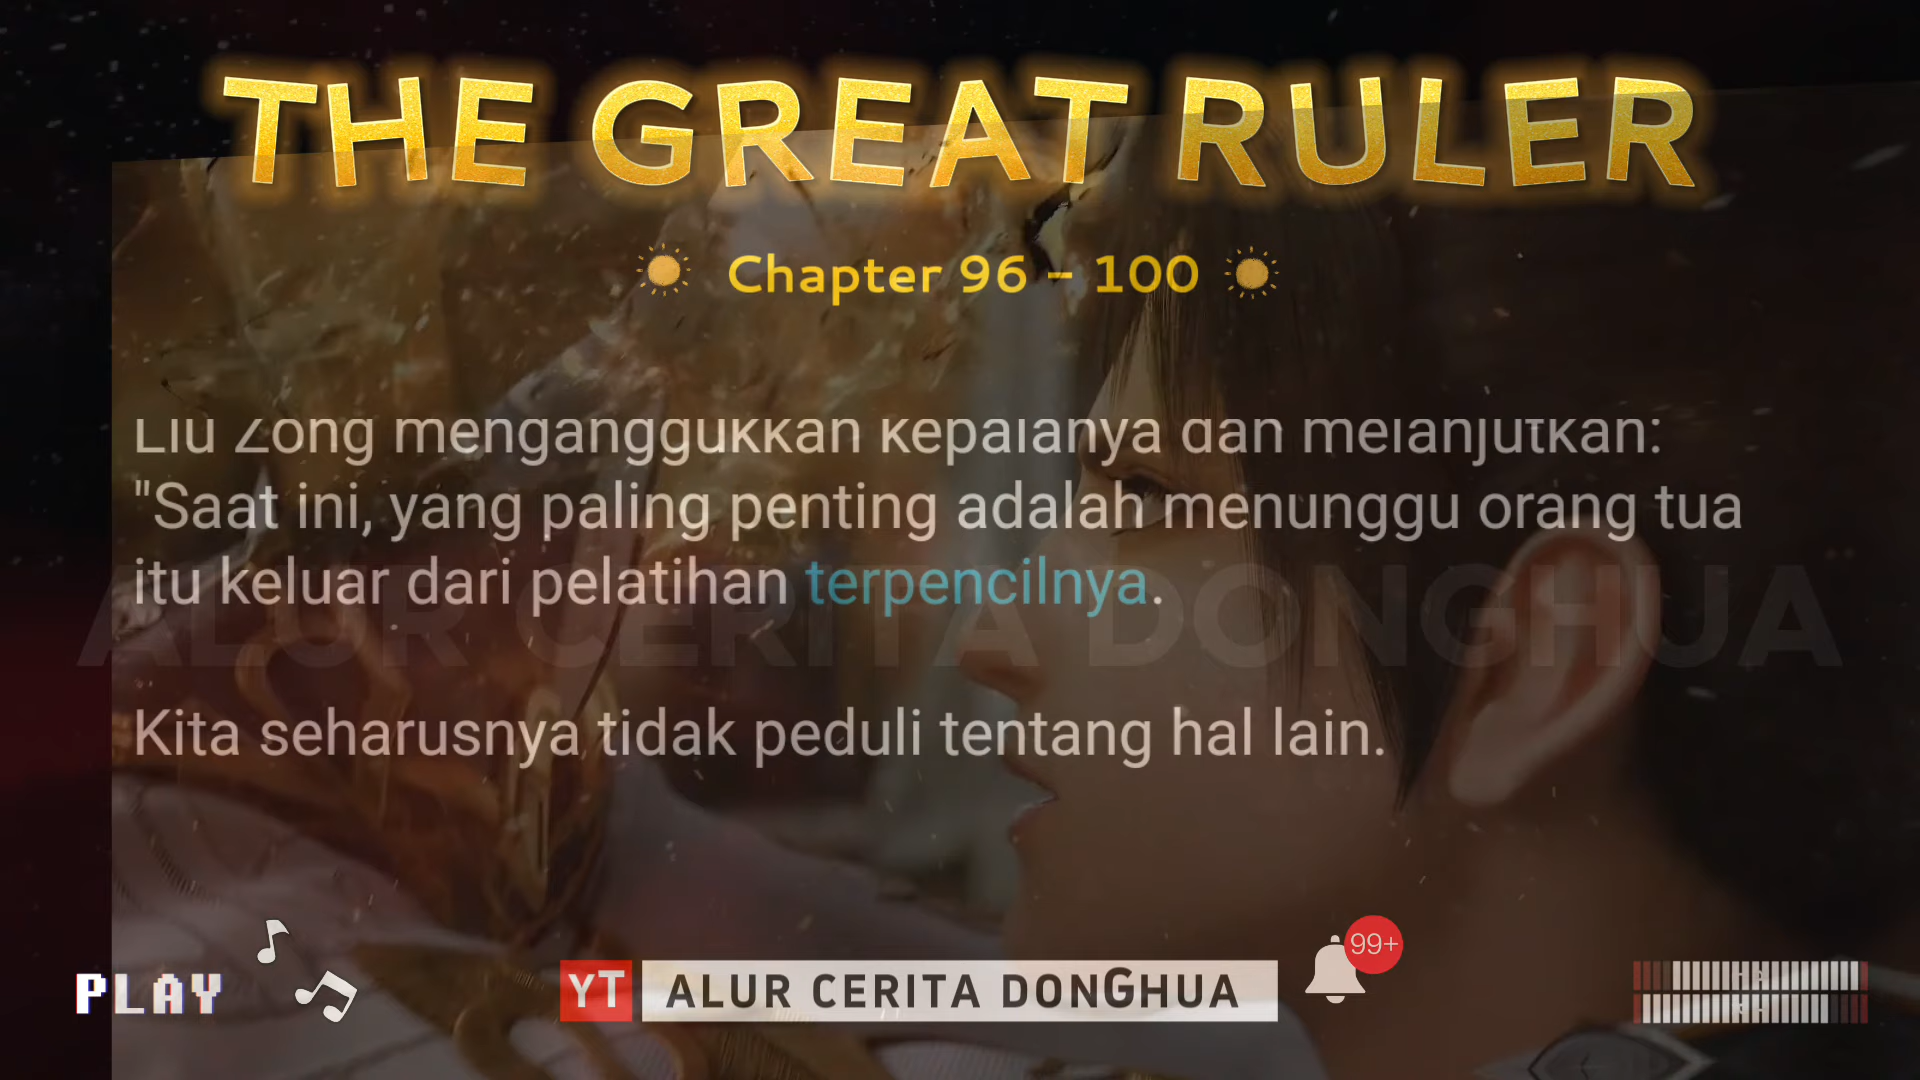 THE GREAT RULER
Chapter 96 - 100
Liu Zong menganggukkan kepalanya dan melanjutkan:
"Saat ini, yang paling penting adalah menunggu orang tua
itu keluar dari pelatihan terpencilnya.
ALUR CERITA DONGHUA
Kita seharusnya tidak peduli tentang hal lain.
99+
PLAY
YT ALUR CERITA DONGHUA